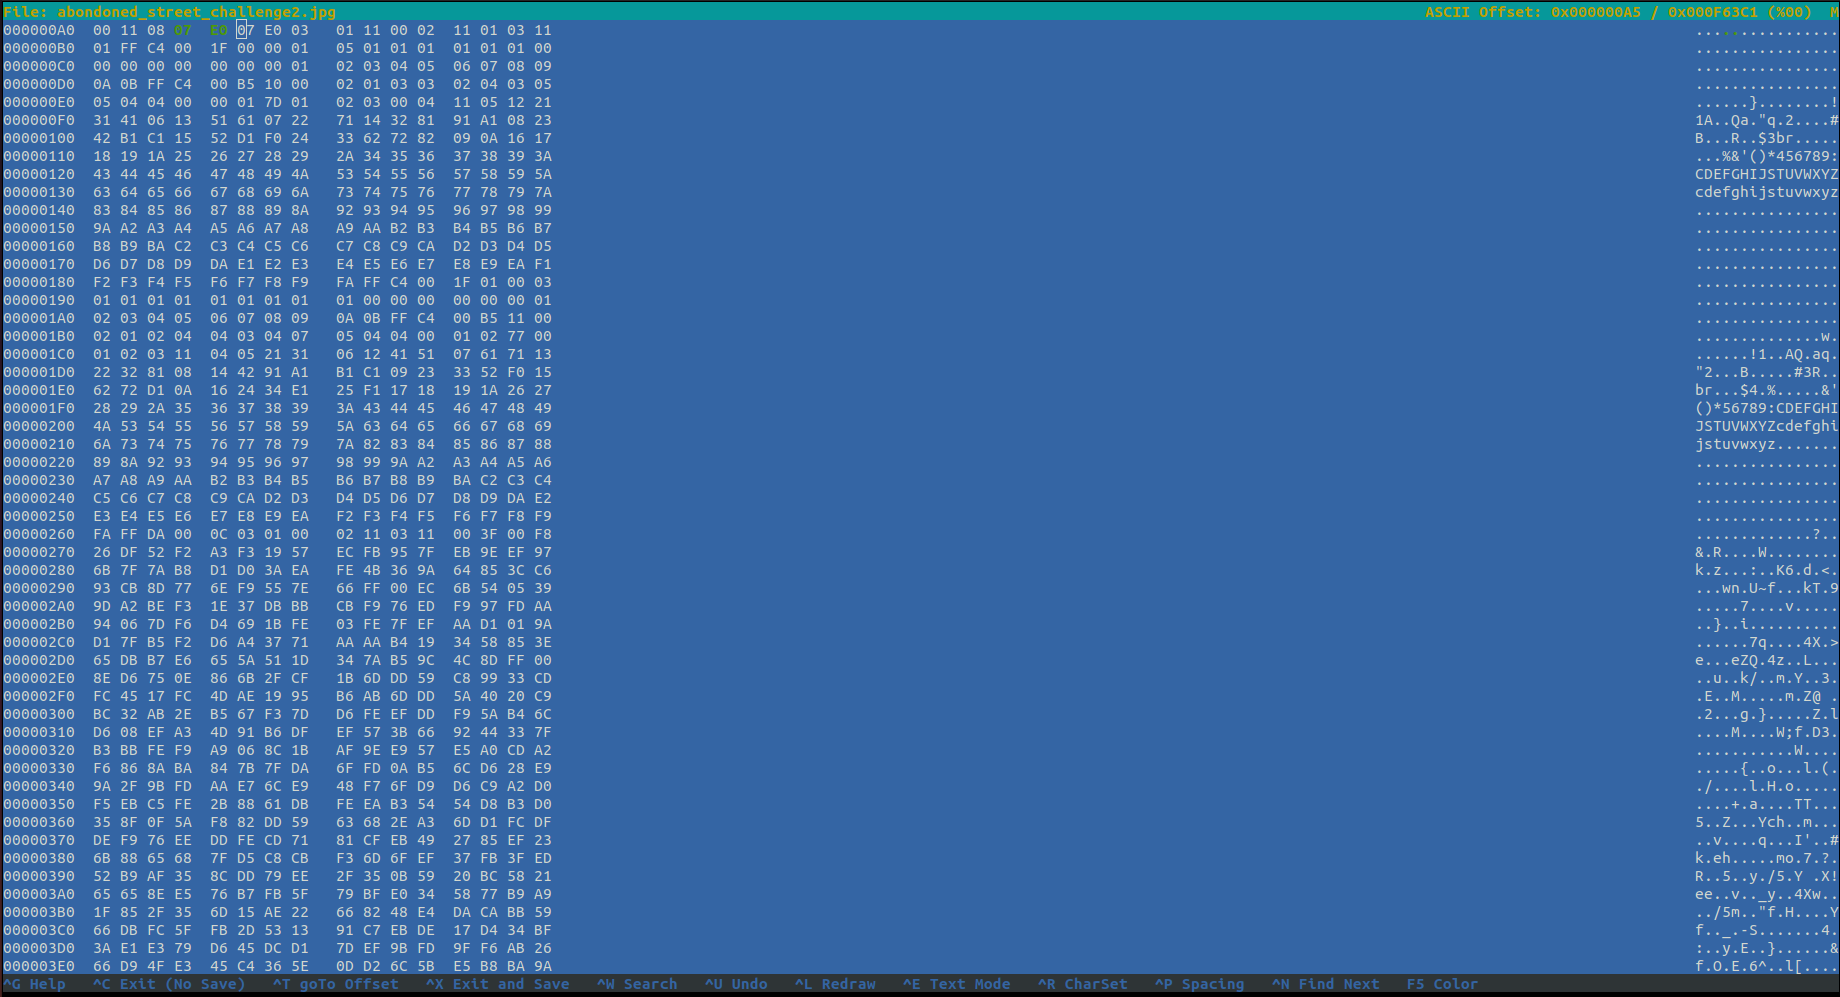 File: abondoned_street_challenge2.jpg ASCII Offset: 0x000000A5 / 0x000F63C1 (%00) M
000000A0 00 11 08 07 E0 07 E0 03 01 11 00 02 11 01 03 11 ................
000000B0 01 FF C4 00 1F 00 00 01 05 01 01 01 01 01 01 00 ................
000000C0 00 00 00 00 00 00 00 01 02 03 04 05 06 07 08 09 ................
000000D0 0A 0B FF C4 00 B5 10 00 02 01 03 03 02 04 03 05 ................
000000E0 05 04 04 00 00 01 7D 01 02 03 00 04 11 05 12 21 ......}........!
000000F0 31 41 06 13 51 61 07 22 71 14 32 81 91 A1 08 23 1A..Qa."q.2....#
00000100 42 B1 C1 15 52 D1 F0 24 33 62 72 82 09 0A 16 17 B...R..$3br.....
00000110 18 19 1A 25 26 27 28 29 2A 34 35 36 37 38 39 3A ...%&'()*456789:
00000120 43 44 45 46 47 48 49 4A 53 54 55 56 57 58 59 5A CDEFGHIJSTUVWXYZ
00000130 63 64 65 66 67 68 69 6A 73 74 75 76 77 78 79 7A cdefghijstuvwxyz
00000140 83 84 85 86 87 88 89 8A 92 93 94 95 96 97 98 99 ................
00000150 9A A2 A3 A4 A5 A6 A7 A8 A9 AA B2 B3 B4 B5 B6 B7 ................
00000160 B8 B9 BA C2 C3 C4 C5 C6 C7 C8 C9 CA D2 D3 D4 D5 ................
00000170 D6 D7 D8 D9 DA E1 E2 E3 E4 E5 E6 E7 E8 E9 EA F1 ................
00000180 F2 F3 F4 F5 F6 F7 F8 F9 FA FF C4 00 1F 01 00 03 ................
00000190 01 01 01 01 01 01 01 01 01 00 00 00 00 00 00 01 ................
000001A0 02 03 04 05 06 07 08 09 0A 0B FF C4 00 B5 11 00 ................
000001B0 02 01 02 04 04 03 04 07 05 04 04 00 01 02 77 00 ..............w.
000001C0 01 02 03 11 04 05 21 31 06 12 41 51 07 61 71 13 ......!1..AQ.aq.
000001D0 22 32 81 08 14 42 91 A1 B1 C1 09 23 33 52 F0 15 "2...B.....#3R..
000001E0 62 72 D1 0A 16 24 34 E1 25 F1 17 18 19 1A 26 27 br...$4.%.....&'
000001F0 28 29 2A 35 36 37 38 39 3A 43 44 45 46 47 48 49 ()*56789:CDEFGHI
00000200 4A 53 54 55 56 57 58 59 5A 63 64 65 66 67 68 69 JSTUVWXYZcdefghi
00000210 6A 73 74 75 76 77 78 79 7A 82 83 84 85 86 87 88 jstuvwxyz.......
00000220 89 8A 92 93 94 95 96 97 98 99 9A A2 A3 A4 A5 A6 ................
00000230 A7 A8 A9 AA B2 B3 B4 B5 B6 B7 B8 B9 BA C2 C3 C4 ................
00000240 C5 C6 C7 C8 C9 CA D2 D3 D4 D5 D6 D7 D8 D9 DA E2 ................
00000250 E3 E4 E5 E6 E7 E8 E9 EA F2 F3 F4 F5 F6 F7 F8 F9 ................
00000260 FA FF DA 00 0C 03 01 00 02 11 03 11 00 3F 00 F8 .............?..
00000270 26 DF 52 F2 A3 F3 19 57 EC FB 95 7F EB 9E EF 97 &.R....W........
00000280 6B 7F 7A B8 D1 D0 3A EA FE 4B 36 9A 64 85 3C C6 k.z...:..K6.d.<.
00000290 93 CB 8D 77 6E F9 55 7E 66 FF 00 EC 6B 54 05 39 ...wn.U~f...kT.9
000002A0 9D A2 BE F3 1E 37 DB BB CB F9 76 ED F9 97 FD AA .....7....v.....
000002B0 94 06 7D F6 D4 69 1B FE 03 FE 7F EF AA D1 01 9A ..}..i..........
000002C0 D1 7F B5 F2 D6 A4 37 71 AA AA B4 19 34 58 85 3E ......7q....4X.>
000002D0 65 DB B7 E6 65 5A 51 1D 34 7A B5 9C 4C 8D FF 00 e...eZQ.4z..L...
000002E0 8E D6 75 0E 86 6B 2F CF 1B 6D DD 59 C8 99 33 CD ..u..k/..m.Y..3.
000002F0 FC 45 17 FC 4D AE 19 95 B6 AB 6D DD 5A 40 20 C9 .E..M.....m.Z@ .
00000300 BC 32 AB 2E B5 67 F3 7D D6 FE EF DD F9 5A B4 6C .2...g.}.....Z.l
00000310 D6 08 EF A3 4D 91 B6 DF EF 57 3B 66 92 44 33 7F ....M....W;f.D3.
00000320 B3 BB FE F9 A9 06 8C 1B AF 9E E9 57 E5 A0 CD A2 ...........W....
00000330 F6 86 8A BA 84 7B 7F DA 6F FD 0A B5 6C D6 28 E9 .....{..o...l.(.
00000340 9A 2F 9B FD AA E7 6C E9 48 F7 6F D9 D6 C9 A2 D0 ./....l.H.o.....
00000350 F5 EB C5 FE 2B 88 61 DB FE EA B3 54 54 D8 B3 D0 ....+.a....TT...
00000360 35 8F 0F 5A F8 82 DD 59 63 68 2E A3 6D D1 FC DF 5..Z...Ych..m...
00000370 DE F9 76 EE DD FE CD 71 81 CF EB 49 27 85 EF 23 ..v....q...I'..#
00000380 6B 88 65 68 7F D5 C8 CB F3 6D 6F EF 37 FB 3F ED k.eh.....mo.7.?.
00000390 52 B9 AF 35 8C DD 79 EE 2F 35 0B 59 20 BC 58 21 R..5..y./5.Y .X!
000003A0 65 65 8E E5 76 B7 FB 5F 79 BF E0 34 58 77 B9 A9 ee..v.._y..4Xw..
000003B0 1F 85 2F 35 6D 15 AE 22 66 82 48 E4 DA CA BB 59 ../5m.."f.H....Y
000003C0 66 DB FC 5F FB 2D 53 13 91 C7 EB DE 17 D4 34 BF f.._.-S.......4.
000003D0 3A E1 E3 79 D6 45 DC D1 7D EF 9B FD 9F F6 AB 26 :..y.E..}......&
000003E0 66 D9 4F E3 45 C4 36 5E 0D D2 6C 5B E5 B8 BA 9A f.O.E.6^..l[....
^G Help ^C Exit (No Save) ^T goTo Offset ^X Exit and Save ^W Search ^U Undo ^L Redraw ^E Text Mode ^R CharSet ^P Spacing ^N Find Next F5 Color